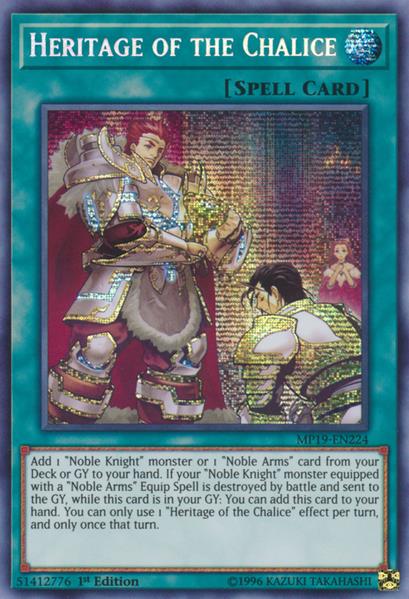 HERITAGE OF THE CHALICE
[SPELL CARD]
MP19-EN224
Add 1 "Noble Knight" monster or 1 "Noble Arms" card from your
Deck or GY to your hand. If your "Noble Knight" monster equipped
with a "Noble Arms" Equip Spell is destroyed by battle and sent to
the GY, while this card is in your GY: You can add this card to your
hand. You can only use 1 "Heritage of the Chalice" effect per turn,
and only once that turn.
51412776 1st Edition ©1996 KAZUKI TAKAHASHI